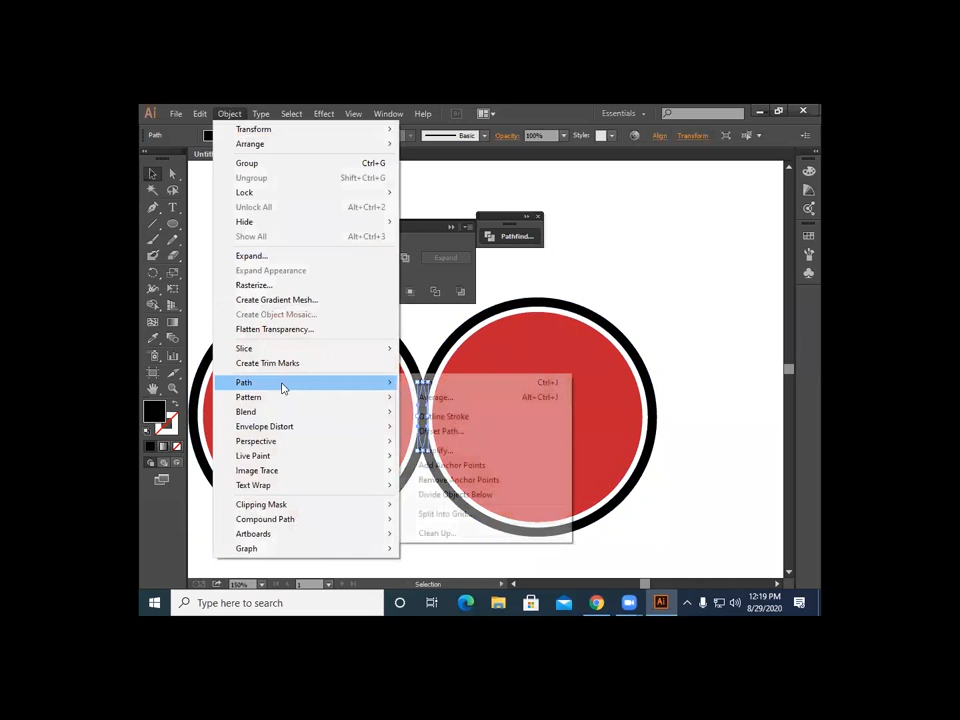 Ai File Edit Object Type Select Effect View Window Help Br Essentials
Path Basic Opacity: 100% Style: Align Transform
Transform
Arrange
Group Ctrl+G
Ungroup Shift+Ctrl+G
Lock
Unlock All Alt+Ctrl+2
Hide
Show All Alt+Ctrl+3
Pathfind...
Expand...
Expand
Expand Appearance
Rasterize...
Create Gradient Mesh...
Create Object Mosaic...
Flatten Transparency...
Slice
Create Trim Marks
Path
Pattern
Blend
Envelope Distort
Perspective
Live Paint
Image Trace
Text Wrap
Clipping Mask
Compound Path
Artboards
Graph
Ctrl+J
Average... Alt+Ctrl+J
Outline Stroke
Offset Path...
Add Anchor Points
Remove Anchor Points
Divide Objects Below
Split Into Grid...
Clean Up...
150% 1 Selection
Type here to search
Ai
12:19 PM
8/29/2020